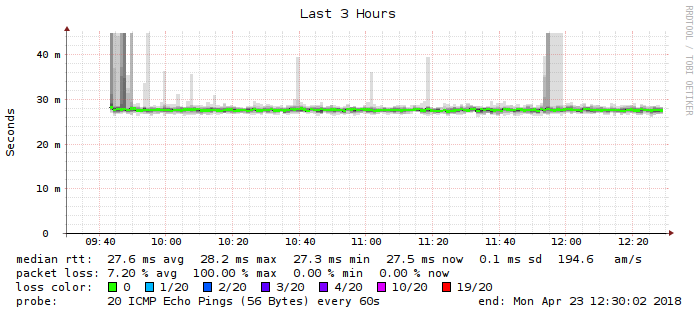 Last 3 Hours
RRDTOOL / TOBI OETIKER
Seconds
40 m
30 m
20 m
10 m
0
09:40 10:00 10:20 10:40 11:00 11:20 11:40 12:00 12:20
median rtt: 27.6 ms avg 28.2 ms max 27.3 ms min 27.5 ms now 0.1 ms sd 194.6 am/s
packet loss: 7.20 % avg 100.00 % max 0.00 % min 0.00 % now
loss color: 0 1/20 2/20 3/20 4/20 10/20 19/20
probe: 20 ICMP Echo Pings (56 Bytes) every 60s end: Mon Apr 23 12:30:02 2018